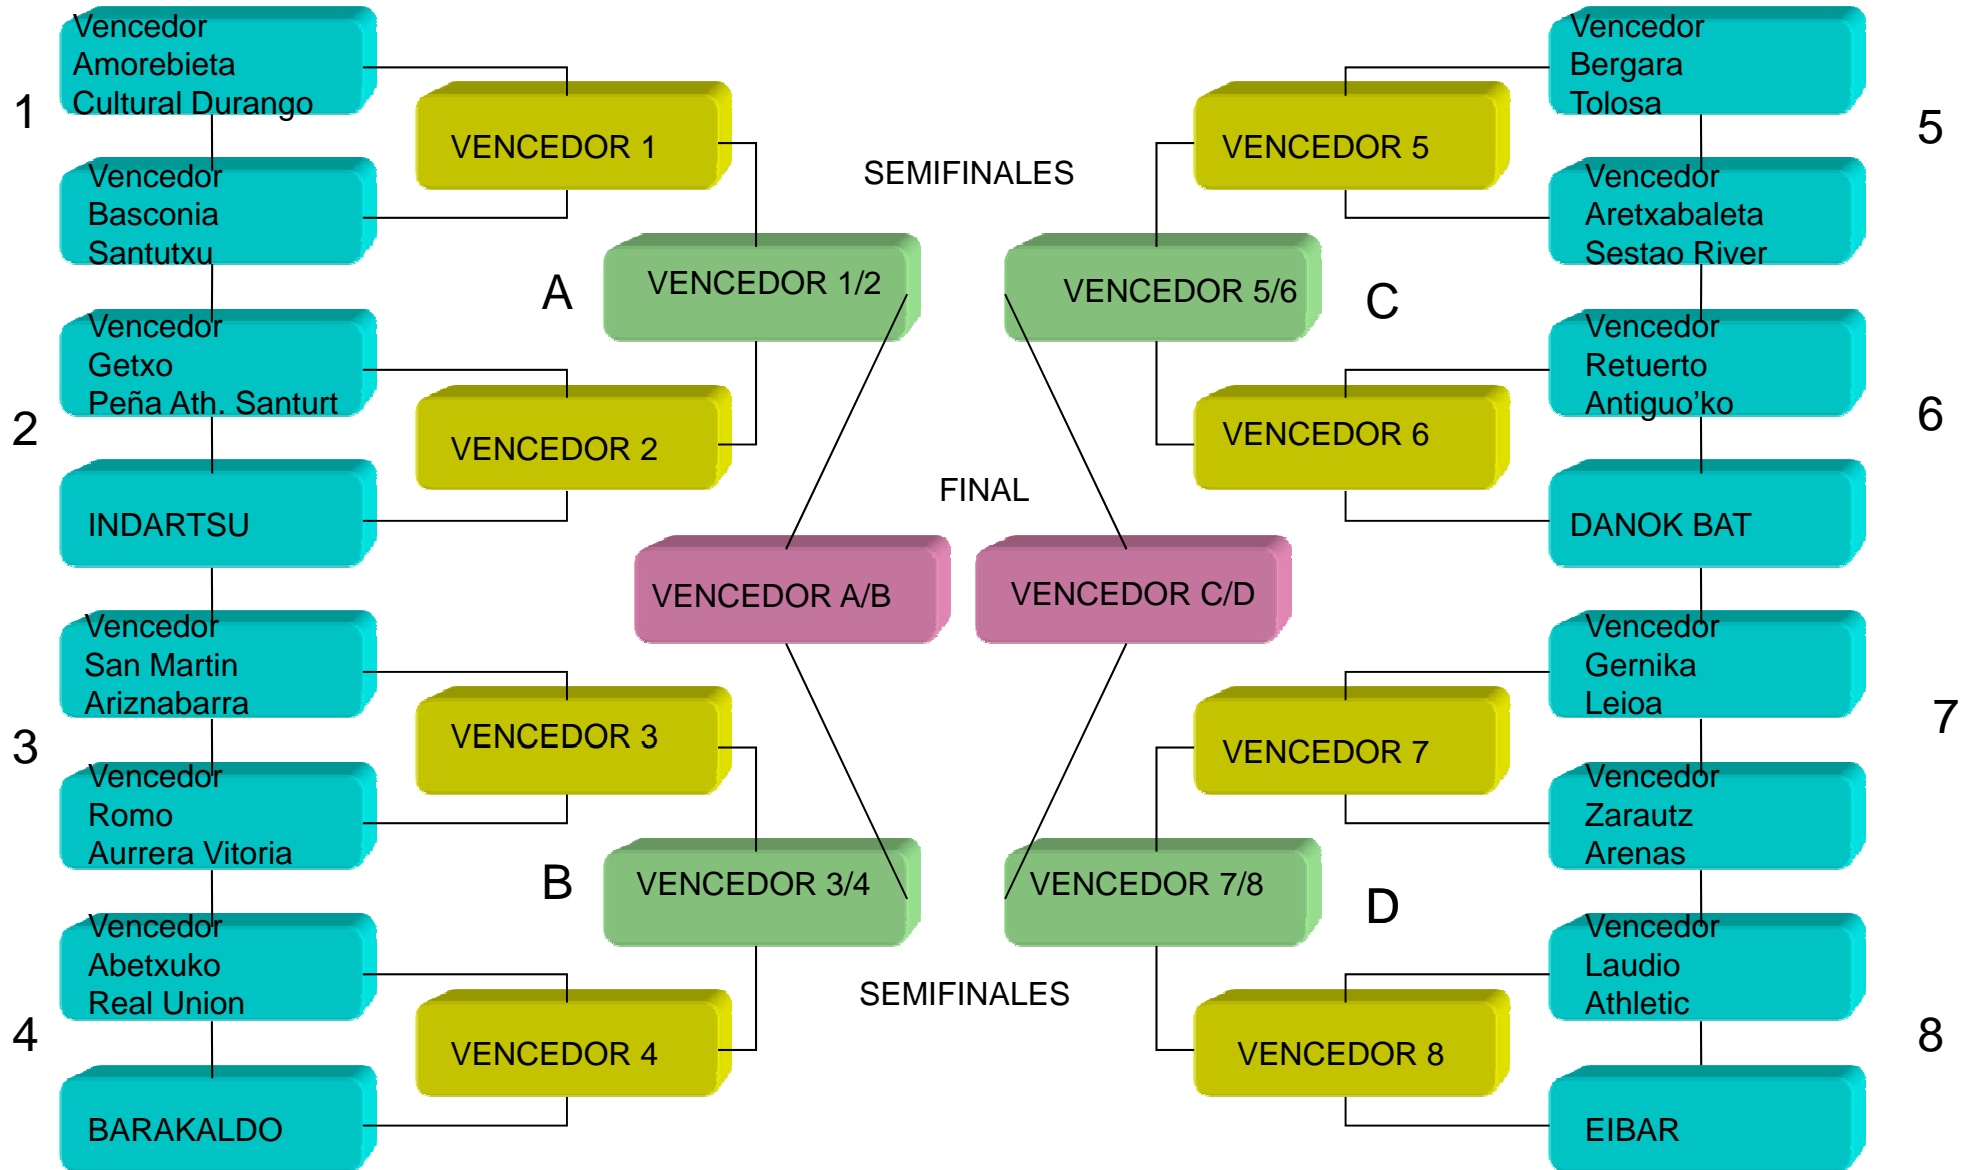 Vencedor
Amorebieta
Cultural Durango
1
Vencedor
Basconia
Santutxu
VENCEDOR 1
A
VENCEDOR 1/2
Vencedor
Getxo
Peña Ath. Santurt
2
INDARTSU
VENCEDOR 2
Vencedor
San Martin
Ariznabarra
3
Vencedor
Romo
Aurrera Vitoria
VENCEDOR 3
B
VENCEDOR 3/4
Vencedor
Abetxuko
Real Union
4
BARAKALDO
VENCEDOR 4
SEMIFINALES
FINAL
VENCEDOR A/B
VENCEDOR C/D
SEMIFINALES
Vencedor
Bergara
Tolosa
5
Vencedor
Aretxabaleta
Sestao River
VENCEDOR 5
VENCEDOR 5/6
C
Vencedor
Retuerto
Antiguo’ko
6
DANOK BAT
VENCEDOR 6
Vencedor
Gernika
Leioa
7
Vencedor
Zarautz
Arenas
VENCEDOR 7
VENCEDOR 7/8
D
Vencedor
Laudio
Athletic
8
EIBAR
VENCEDOR 8